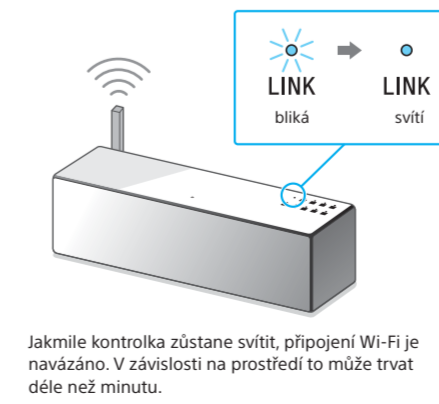 LINK LINK
bliká svítí
Jakmile kontrolka zůstane svítit, připojení Wi-Fi je
navázáno. V závislosti na prostředí to může trvat
déle než minutu.